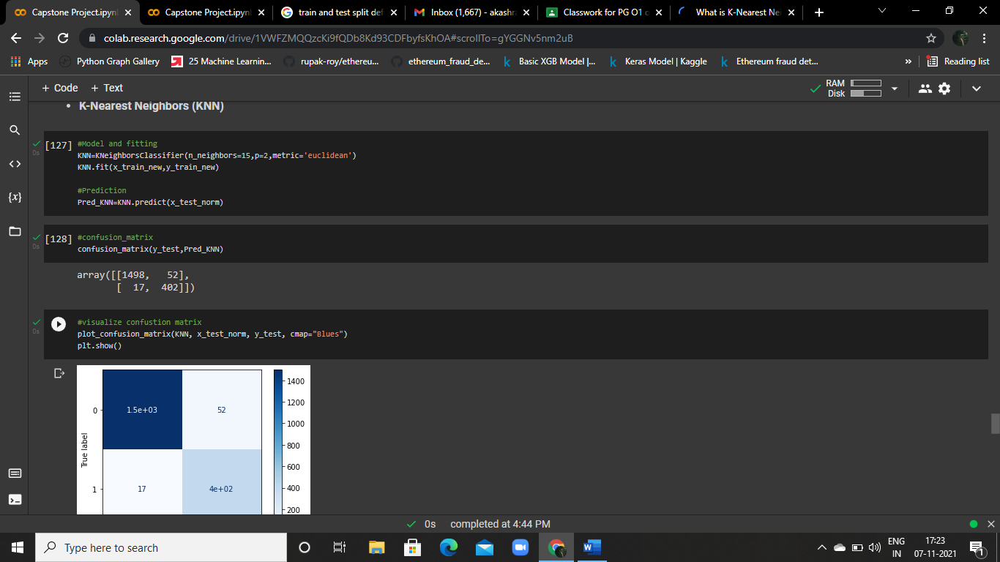 Capstone Project.ipyn
Capstone Project.ipyn
train and test split def
Inbox (1,667) - akashr
Classwork for PG O1 c
What is K-Nearest Nei
colab.research.google.com/drive/1VWFZMQQzcKi9fQDb8Kd93CDFbyfsKhOA#scrollTo=gYGGNv5nm2uB
Apps
Python Graph Gallery
25 Machine Learnin...
rupak-roy/ethereu...
ethereum_fraud_de...
Basic XGB Model |...
Keras Model | Kaggle
Ethereum fraud det...
»
Reading list
+ Code
+ Text
RAM
Disk
• K-Nearest Neighbors (KNN)
[127]
0s
#Model and fitting
KNN=KNeighborsClassifier(n_neighbors=15,p=2,metric='euclidean')
KNN.fit(x_train_new,y_train_new)
#Prediction
Pred_KNN=KNN.predict(x_test_norm)
[128]
0s
#confusion_matrix
confusion_matrix(y_test,Pred_KNN)
array([[1498, 52],
[ 17, 402]])
0s
#visualize confustion matrix
plot_confusion_matrix(KNN, x_test_norm, y_test, cmap="Blues")
plt.show()
1.5e+03
52
17
4e+02
0
1
True label
1400
1200
1000
800
600
400
200
0s completed at 4:44 PM
Type here to search
ENG
IN
17:23
07-11-2021
1